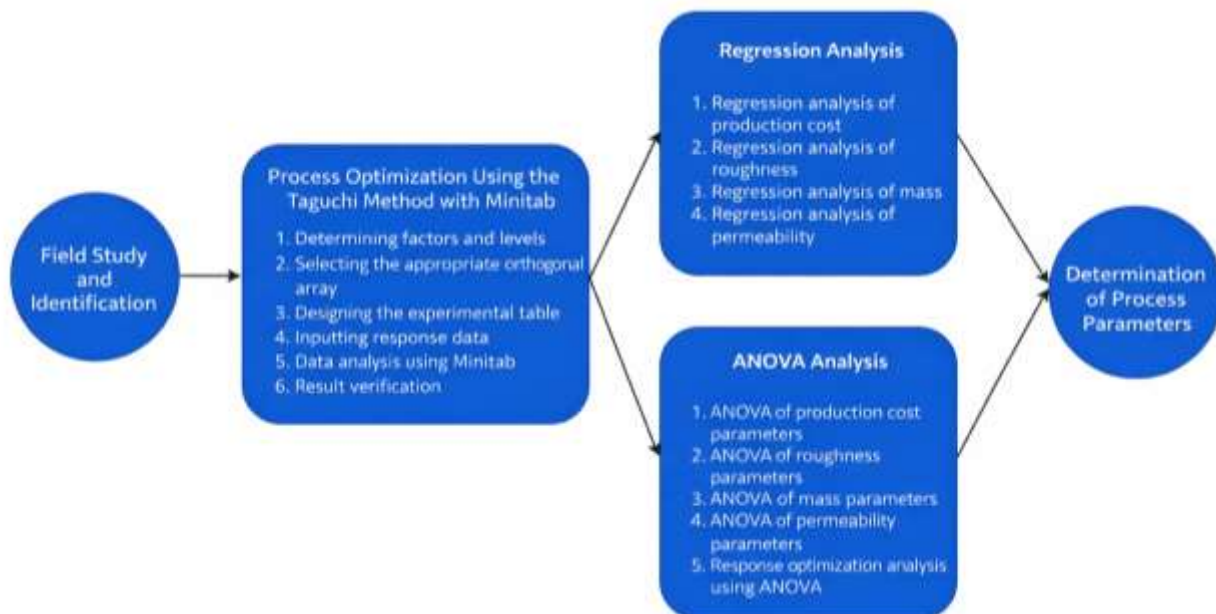 Field Study
and
Identification
Process Optimization Using the
Taguchi Method with Minitab
1. Determining factors and levels
2. Selecting the appropriate orthogonal
array
3. Designing the experimental table
4. Inputting response data
5. Data analysis using Minitab
6. Result verification
Regression Analysis
1. Regression analysis of
production cost
2. Regression analysis of
roughness
3. Regression analysis of mass
4. Regression analysis of
permeability
ANOVA Analysis
1. ANOVA of production cost
parameters
2. ANOVA of roughness
parameters
3. ANOVA of mass parameters
4. ANOVA of permeability
parameters
5. Response optimization analysis
using ANOVA
Determination
of Process
Parameters